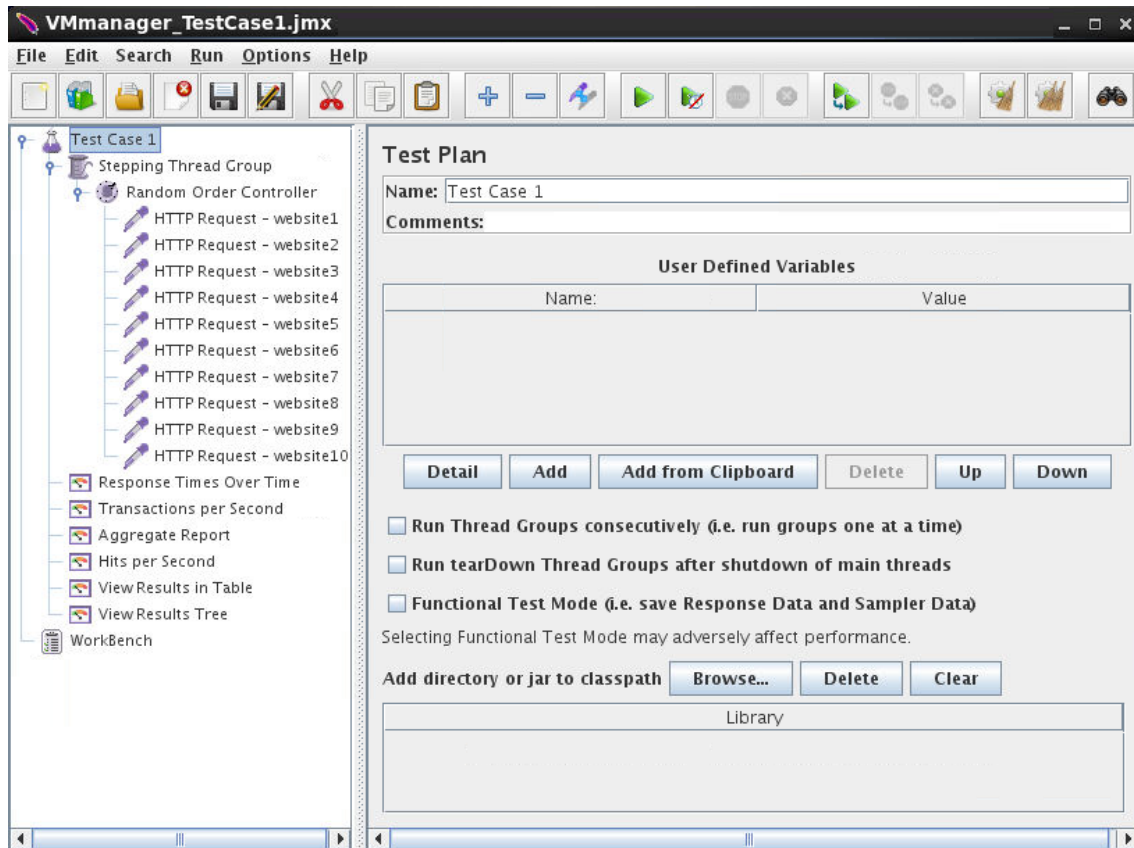 VMmanager_TestCase1.jmx
File Edit Search Run Options Help
STOP
Test Case 1
Stepping Thread Group
Random Order Controller
HTTP Request - website1
HTTP Request - website2
HTTP Request - website3
HTTP Request - website4
HTTP Request - website5
HTTP Request - website6
HTTP Request - website7
HTTP Request - website8
HTTP Request - website9
HTTP Request - website10
Response Times Over Time
Transactions per Second
Aggregate Report
Hits per Second
View Results in Table
View Results Tree
WorkBench
Test Plan
Name: Test Case 1
Comments:
User Defined Variables
Name: Value
Detail Add Add from Clipboard Delete Up Down
Run Thread Groups consecutively (i.e. run groups one at a time)
Run tearDown Thread Groups after shutdown of main threads
Functional Test Mode (i.e. save Response Data and Sampler Data)
Selecting Functional Test Mode may adversely affect performance.
Add directory or jar to classpath Browse... Delete Clear
Library